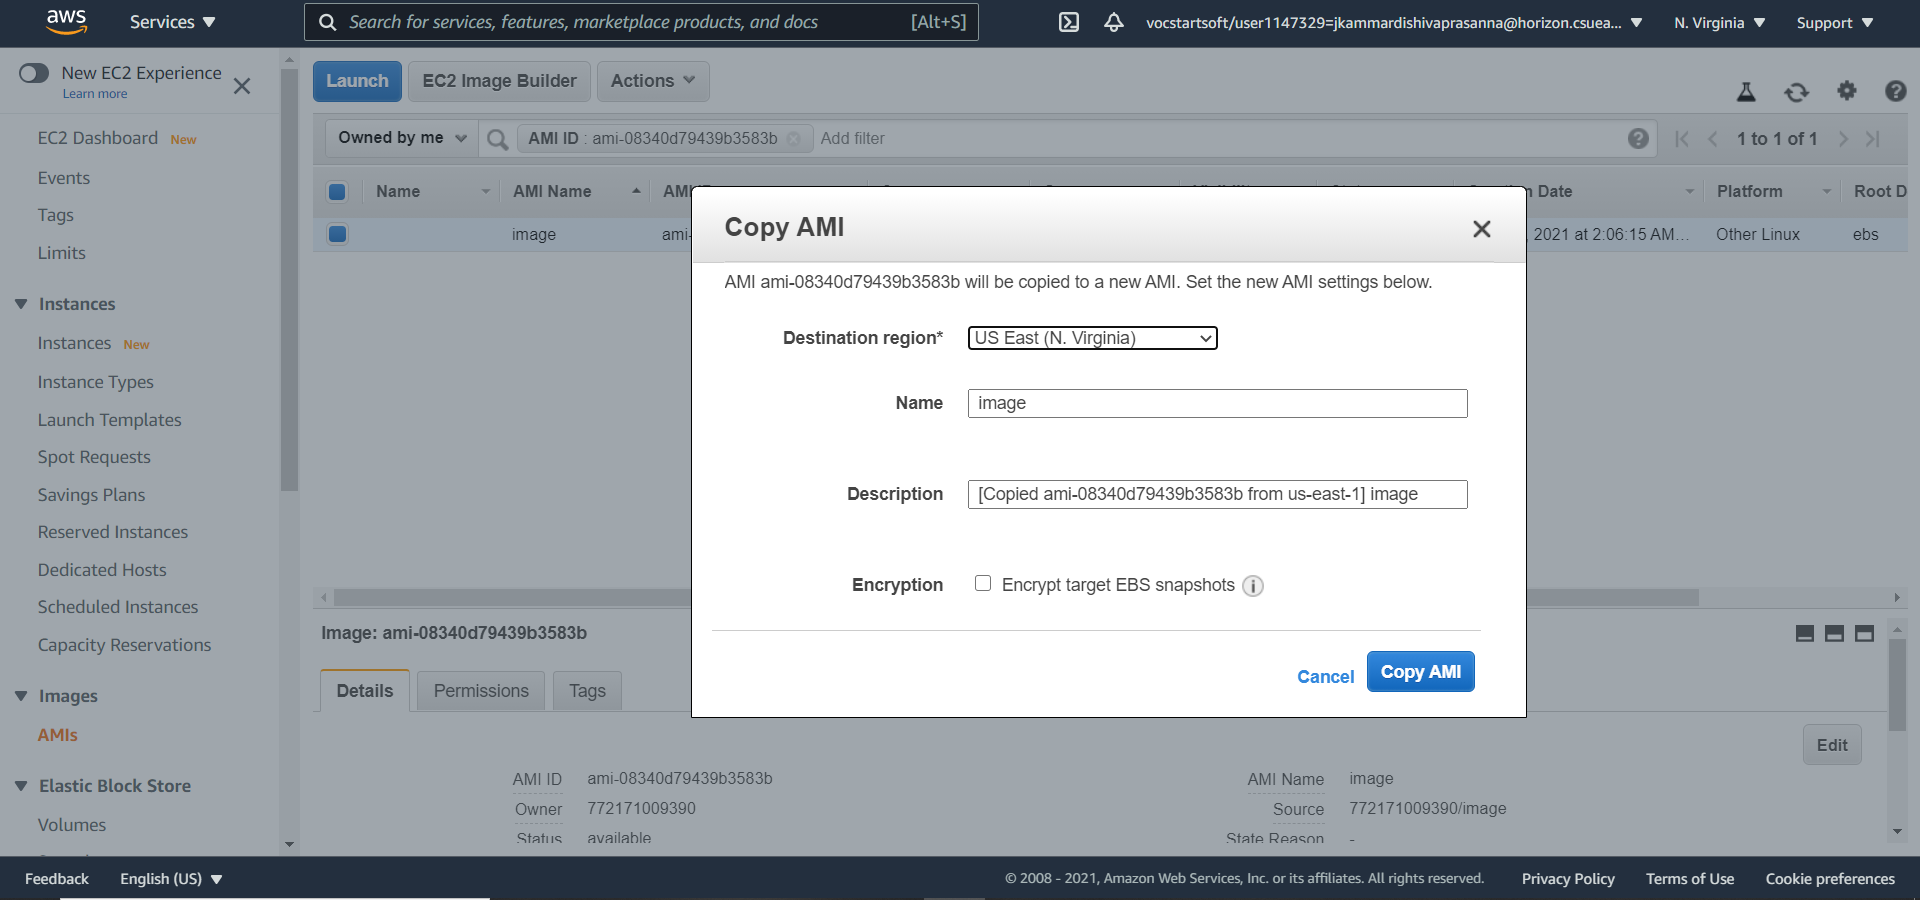 aws Services Search for services, features, marketplace products, and docs [Alt+S] vocstartsoft/user1147329=jkammardishivaprasanna@horizon.csuea... N. Virginia Support
New EC2 Experience
Learn more
EC2 Dashboard New
Events
Tags
Limits
Instances
Instances New
Instance Types
Launch Templates
Spot Requests
Savings Plans
Reserved Instances
Dedicated Hosts
Scheduled Instances
Capacity Reservations
Images
AMIs
Elastic Block Store
Volumes
Launch EC2 Image Builder Actions
Owned by me AMI ID : ami-08340d79439b3583b Add filter 1 to 1 of 1
Name AMI Name AMI n Date Platform Root D
image ami- , 2021 at 2:06:15 AM... Other Linux ebs
Copy AMI
AMI ami-08340d79439b3583b will be copied to a new AMI. Set the new AMI settings below.
Destination region* US East (N. Virginia)
Name image
Description [Copied ami-08340d79439b3583b from us-east-1] image
Encryption Encrypt target EBS snapshots
Cancel Copy AMI
Image: ami-08340d79439b3583b
Details Permissions Tags
Edit
AMI ID ami-08340d79439b3583b AMI Name image
Owner 772171009390 Source 772171009390/image
Status available State Reason -
Feedback English (US) © 2008 - 2021, Amazon Web Services, Inc. or its affiliates. All rights reserved. Privacy Policy Terms of Use Cookie preferences